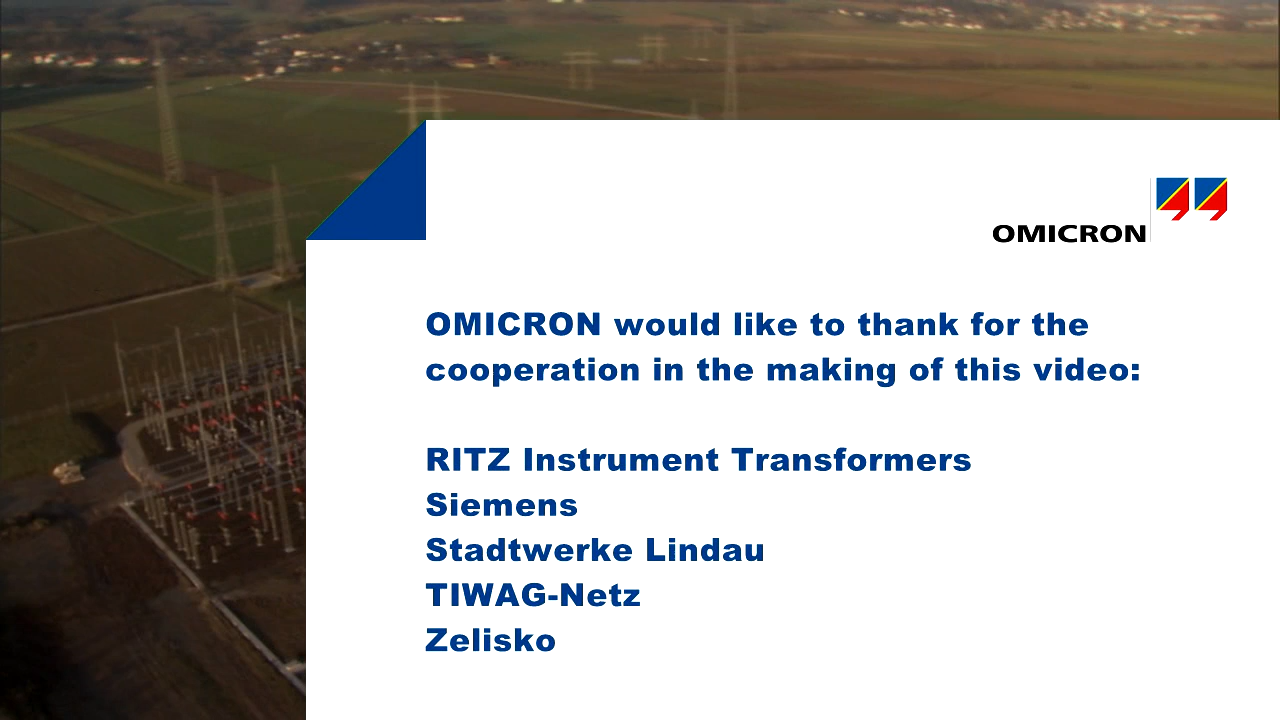 OMICRON
OMICRON would like to thank for the
cooperation in the making of this video:
RITZ Instrument Transformers
Siemens
Stadtwerke Lindau
TIWAG-Netz
Zelisko